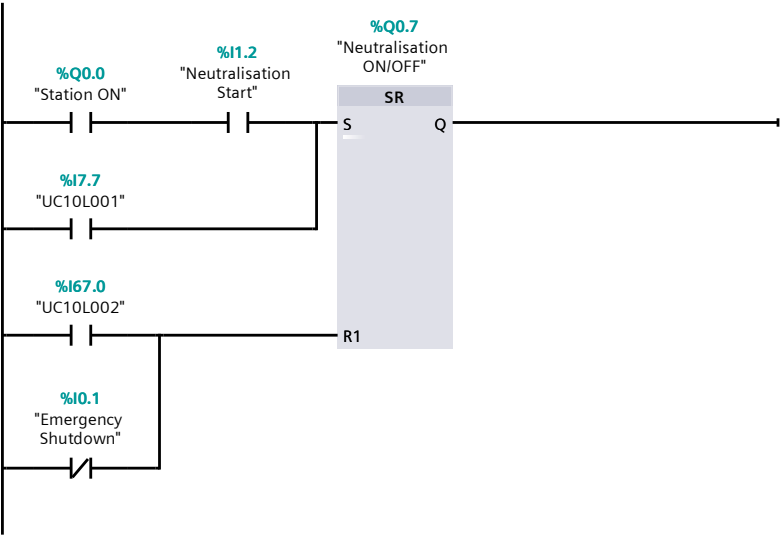 %Q0.7
"Neutralisation
ON/OFF"
%I1.2
"Neutralisation
Start"
%Q0.0
"Station ON"
SR
S
Q
%I7.7
"UC10L001"
%I67.0
"UC10L002"
R1
%I0.1
"Emergency
Shutdown"